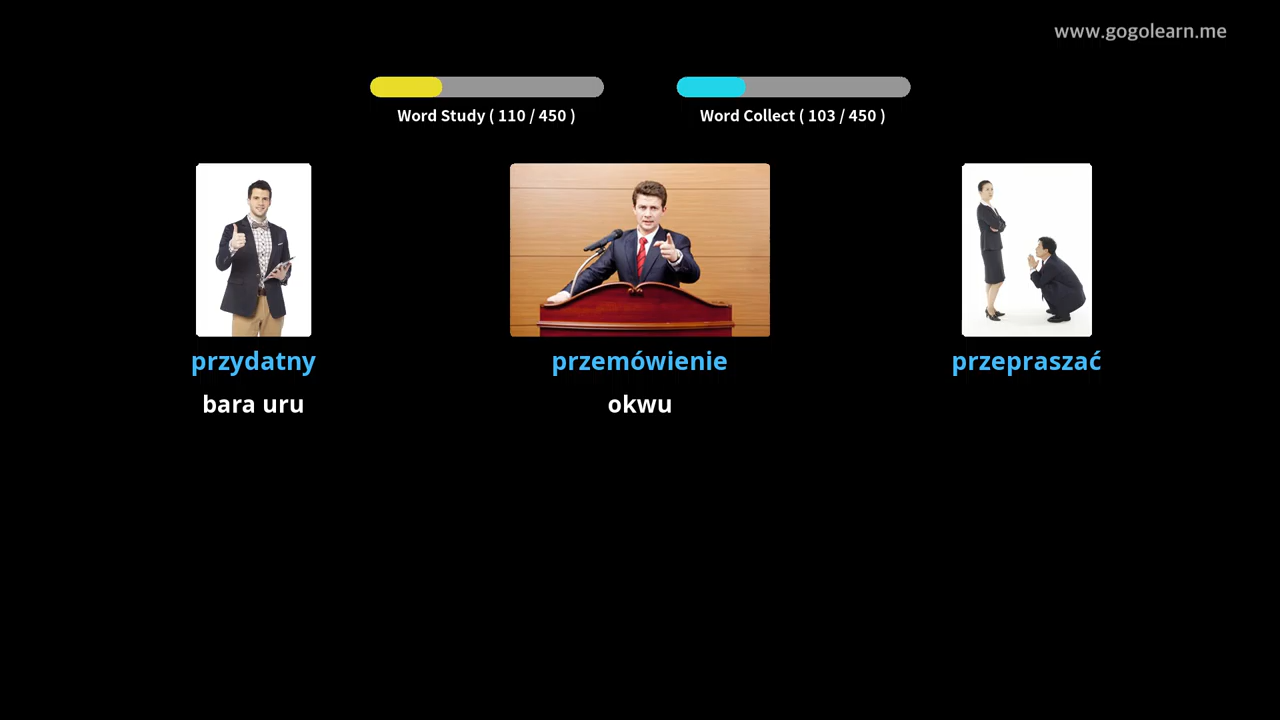 www.gogolearn.me
Word Study ( 110 / 450 )
Word Collect ( 103 / 450 )
przydatny
przemówienie
przepraszać
bara uru
okwu